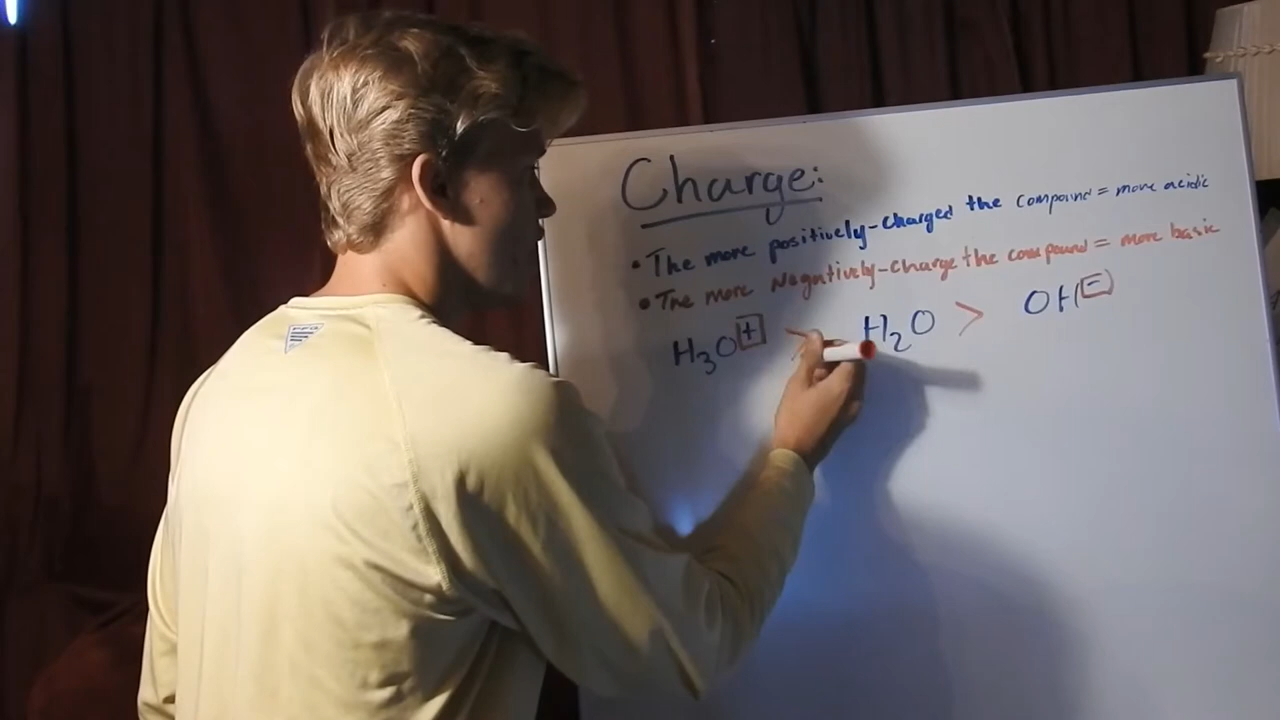 Charge:
• The more positively-charged the compound = more acidic
• The more Negatively-charge the compound = more basic
H₃O⁺ > H₂O > OH⁻